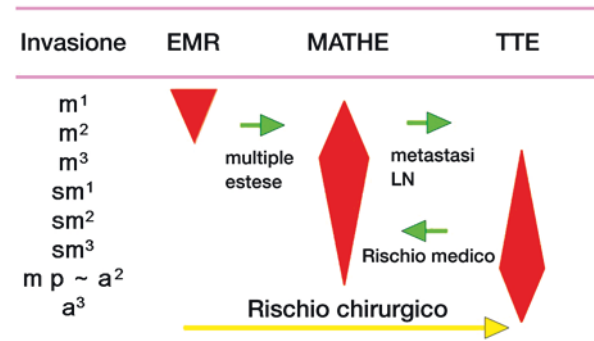 Invasione EMR MATHE TTE
m¹
m²
m³
sm¹
sm²
sm³
m p ~ a²
a³
multiple
estese
metastasi
LN
Rischio medico
Rischio chirurgico